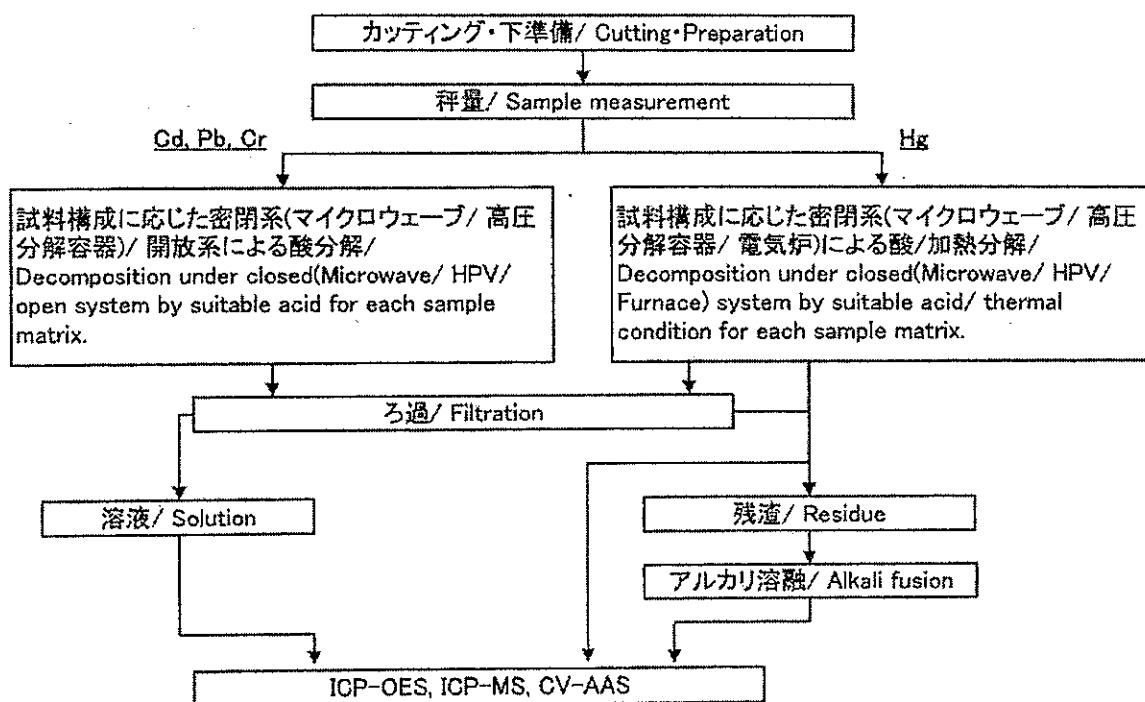 カッティング・下準備/ Cutting・Preparation
秤量/ Sample measurement
Cd, Pb, Cr
Hg
試料構成に応じた密閉系(マイクロウェーブ/ 高圧
分解容器)/ 開放系による酸分解/
Decomposition under closed(Microwave/ HPV/
open system by suitable acid for each sample
matrix.
試料構成に応じた密閉系(マイクロウェーブ/ 高圧
分解容器/ 電気炉)による酸/加熱分解/
Decomposition under closed(Microwave/ HPV/
Furnace) system by suitable acid/ thermal
condition for each sample matrix.
ろ過/ Filtration
溶液/ Solution
残渣/ Residue
アルカリ溶融/ Alkali fusion
ICP-OES, ICP-MS, CV-AAS